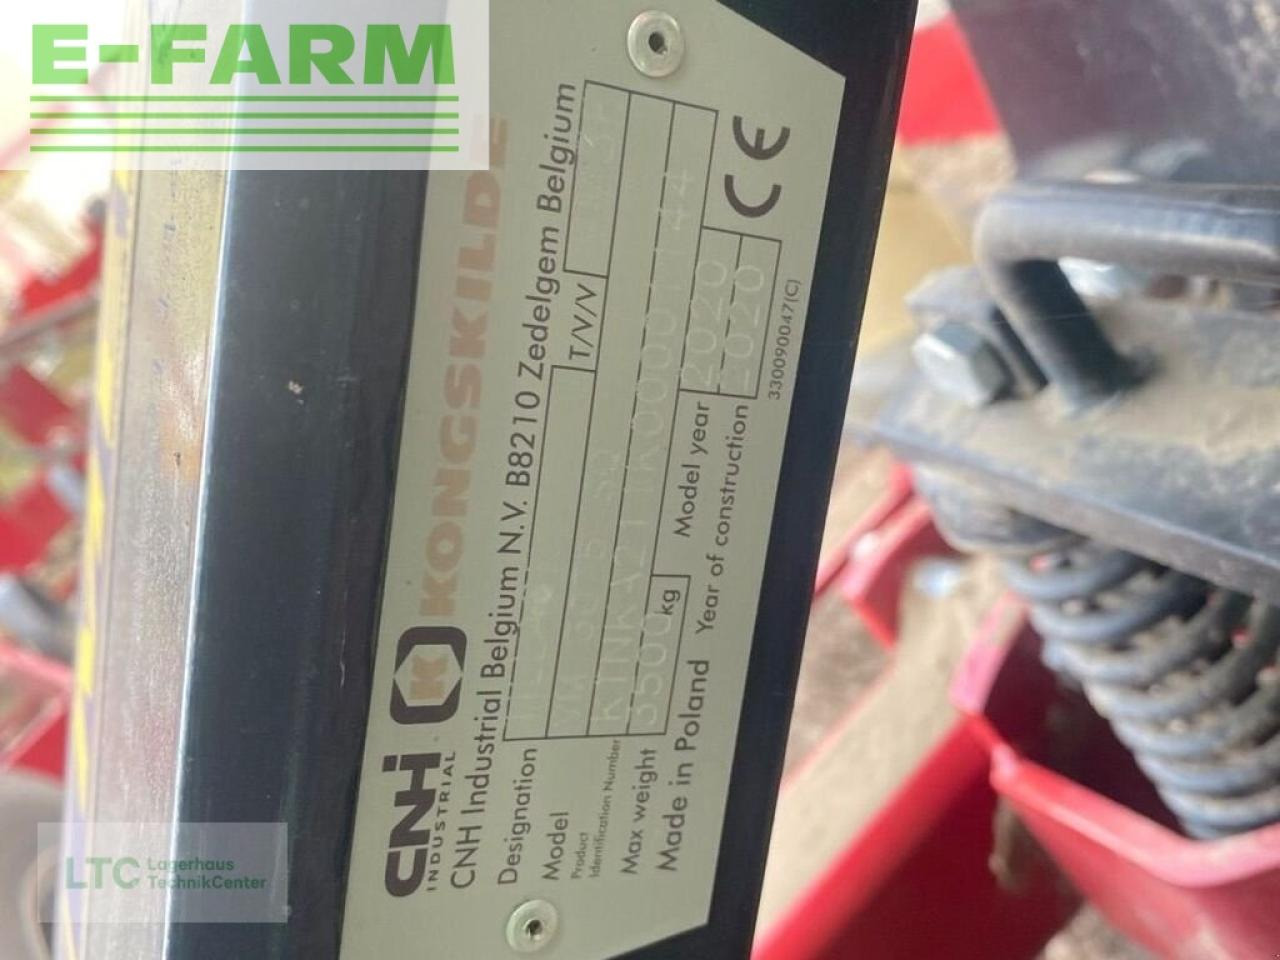 E-FARM
CNH
INDUSTRIAL
K KONGSKILDE
CNH Industrial Belgium N.V. B8210 Zedelgem Belgium
Designation
T/V/V
Model
Product
Identification Number
Max weight 3500 kg
Model year 2020
Made in Poland Year of construction 2020
CE
330090047(C)
LTC Lagerhaus
TechnikCenter